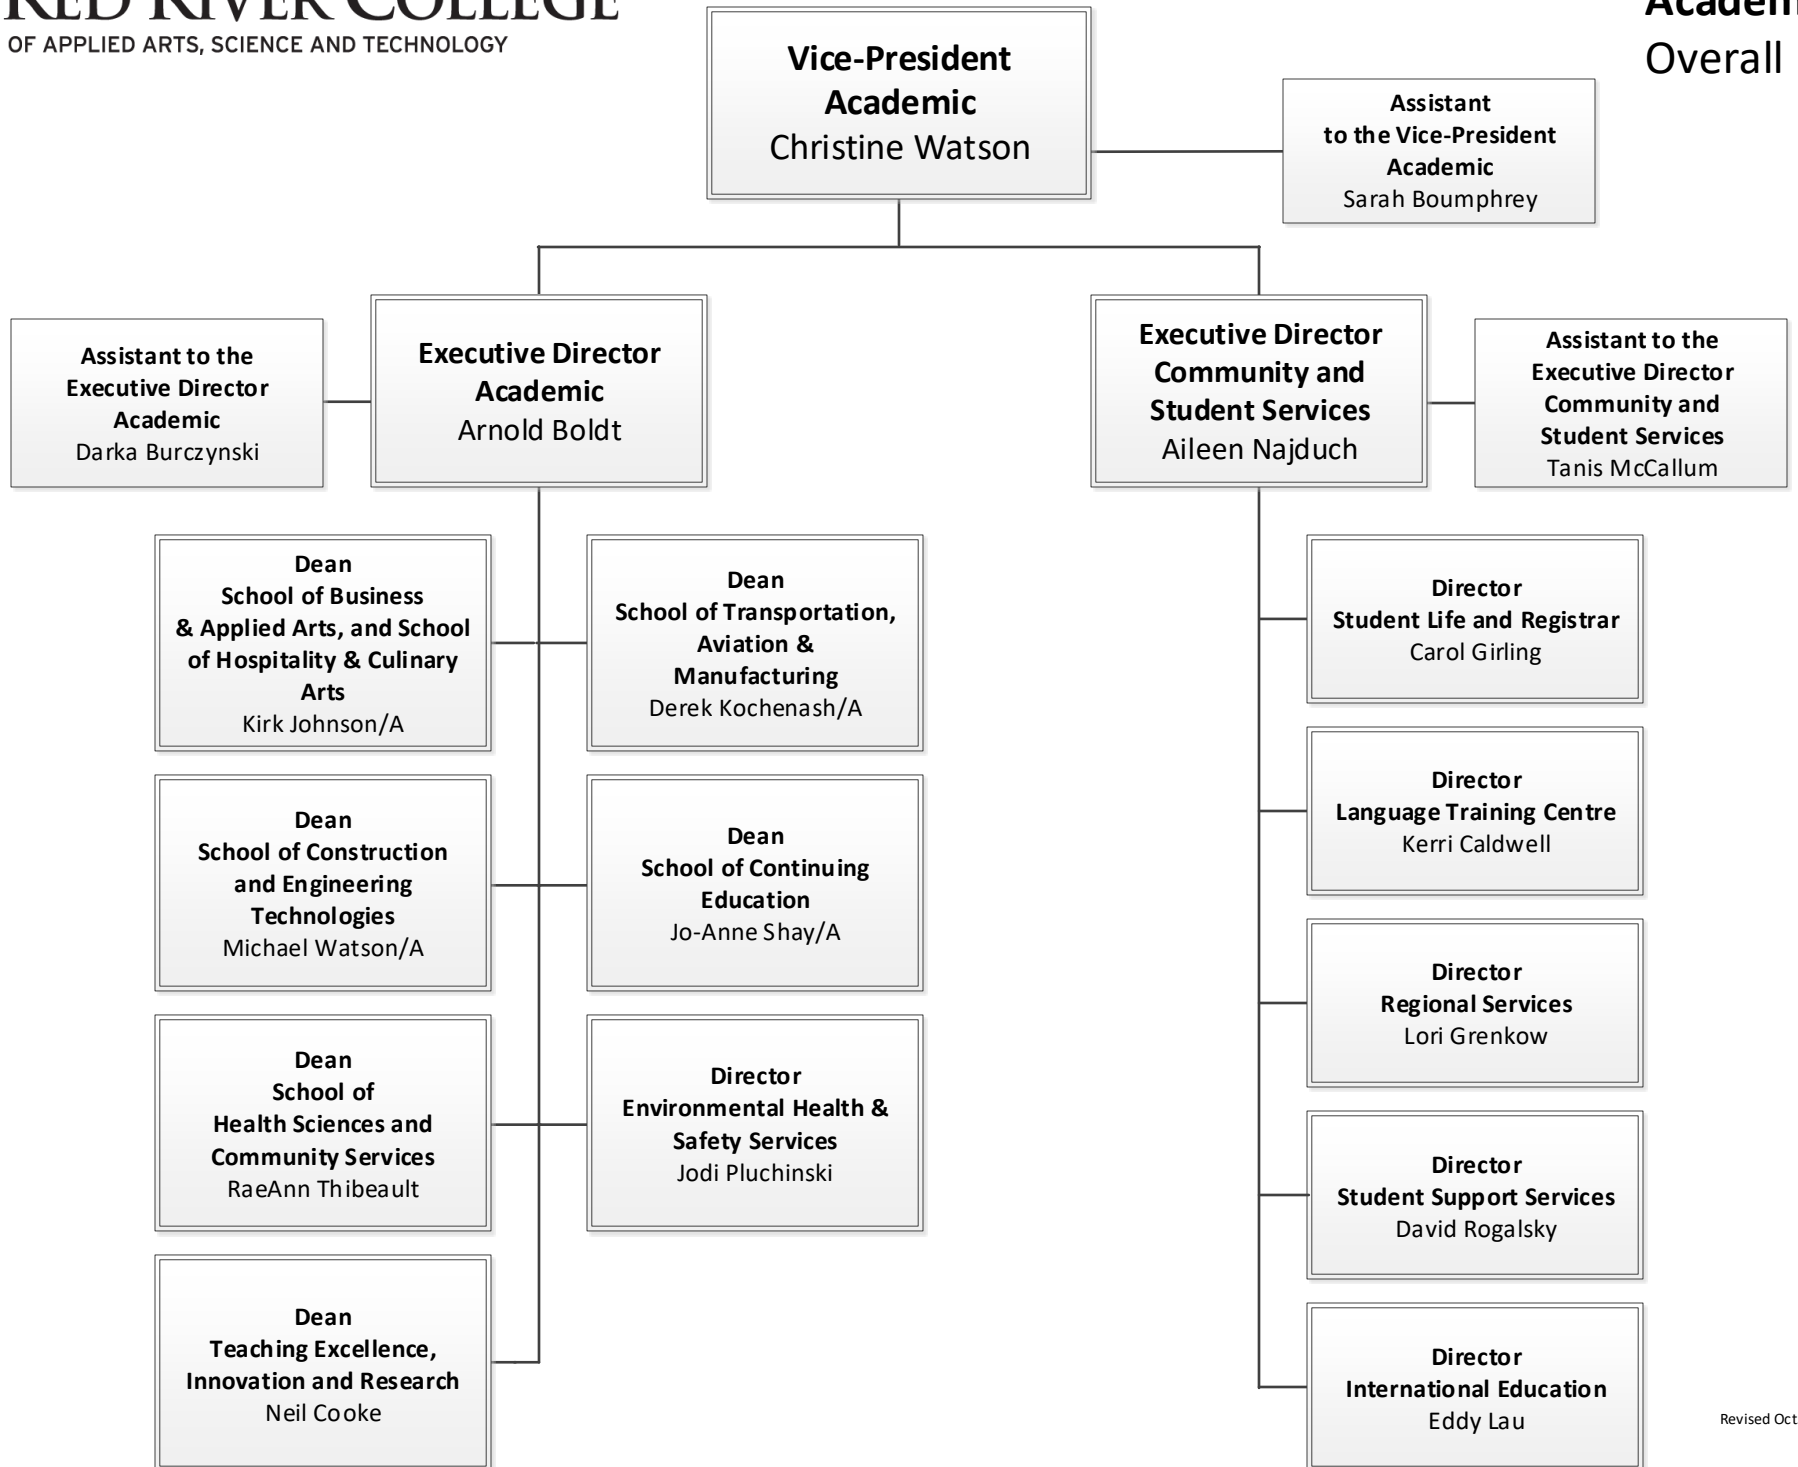 RED RIVER COLLEGE
OF APPLIED ARTS, SCIENCE AND TECHNOLOGY
Overall
Vice-President
Academic
Christine Watson
Assistant
to the Vice-President
Academic
Sarah Boumphrey
Assistant to the
Executive Director
Academic
Darka Burczynski
Executive Director
Academic
Arnold Boldt
Executive Director
Community and
Student Services
Aileen Najduch
Assistant to the
Executive Director
Community and
Student Services
Tanis McCallum
Dean
School of Business
& Applied Arts, and School
of Hospitality & Culinary
Arts
Kirk Johnson/A
Dean
School of Transportation,
Aviation &
Manufacturing
Derek Kochenash/A
Director
Student Life and Registrar
Carol Girling
Dean
School of Construction
and Engineering
Technologies
Michael Watson/A
Dean
School of Continuing
Education
Jo-Anne Shay/A
Director
Language Training Centre
Kerri Caldwell
Director
Regional Services
Lori Grenkow
Dean
School of
Health Sciences and
Community Services
RaeAnn Thibeault
Director
Environmental Health &
Safety Services
Jodi Pluchinski
Director
Student Support Services
David Rogalsky
Dean
Teaching Excellence,
Innovation and Research
Neil Cooke
Director
International Education
Eddy Lau
Revised Oct